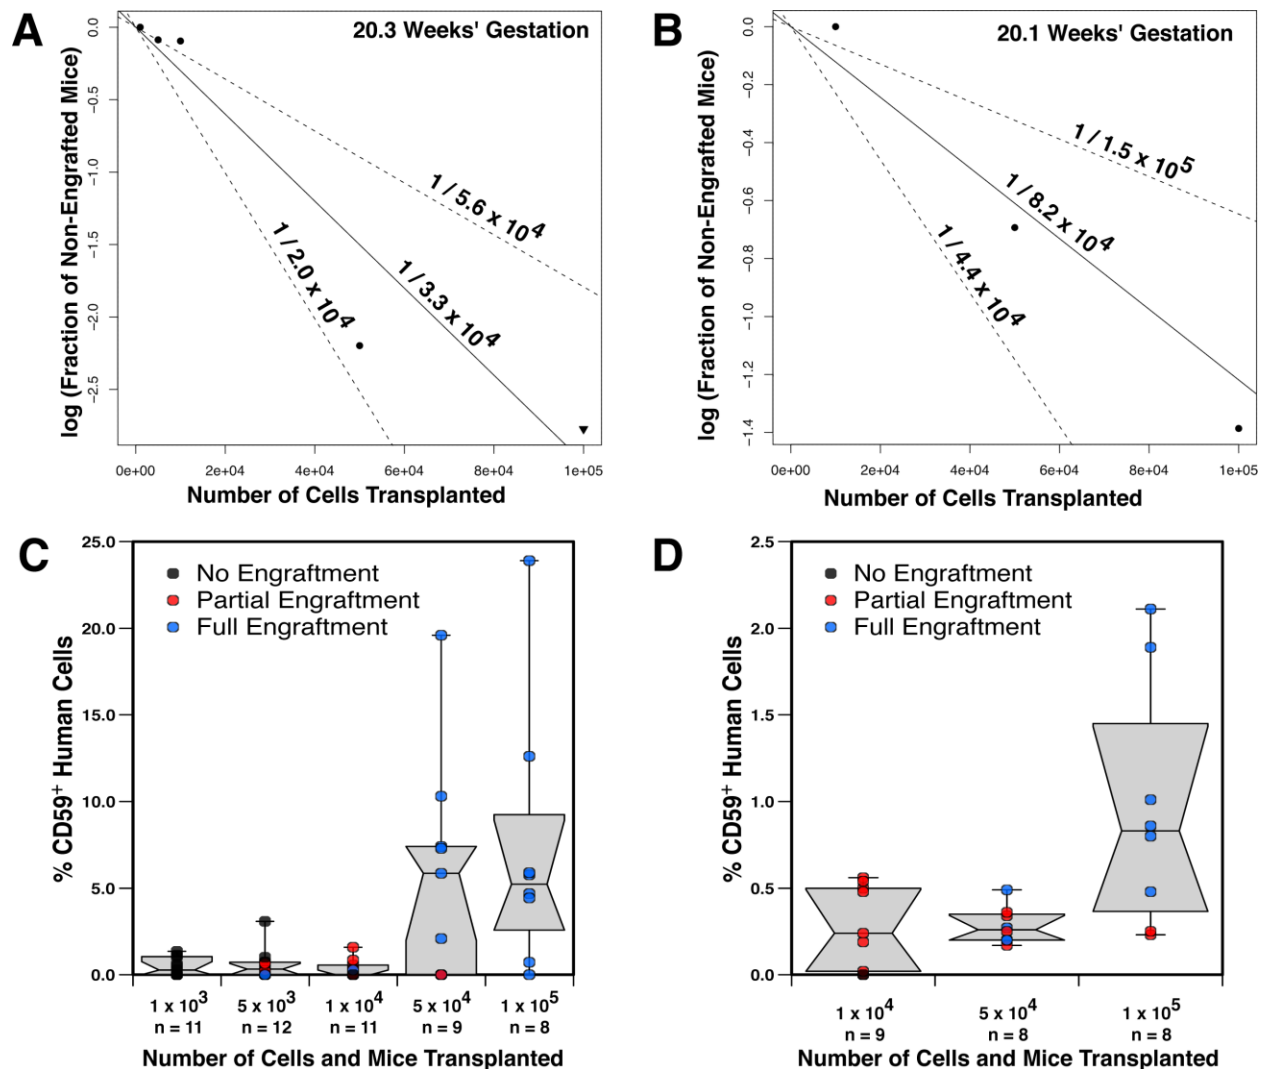 A
20.3 Weeks' Gestation
log (Fraction of Non-Engrafted Mice)
0.0
−0.5
−1.0
−1.5
−2.0
−2.5
1 / 5.6 x 10⁴
1 / 3.3 x 10⁴
1 / 2.0 x 10⁴
0e+00 2e+04 4e+04 6e+04 8e+04 1e+05
Number of Cells Transplanted
B
20.1 Weeks' Gestation
log (Fraction of Non-Engrafted Mice)
0.0
−0.2
−0.4
−0.6
−0.8
−1.0
−1.2
−1.4
1 / 1.5 x 10⁵
1 / 8.2 x 10⁴
1 / 4.4 x 10⁴
0e+00 2e+04 4e+04 6e+04 8e+04 1e+05
Number of Cells Transplanted
C
% CD59⁺ Human Cells
25.0
20.0
15.0
10.0
5.0
0.0
No Engraftment
Partial Engraftment
Full Engraftment
1 x 10³ 5 x 10³ 1 x 10⁴ 5 x 10⁴ 1 x 10⁵
n = 11 n = 12 n = 11 n = 9 n = 8
Number of Cells and Mice Transplanted
D
% CD59⁺ Human Cells
2.5
2.0
1.5
1.0
0.5
0.0
No Engraftment
Partial Engraftment
Full Engraftment
1 x 10⁴ 5 x 10⁴ 1 x 10⁵
n = 9 n = 8 n = 8
Number of Cells and Mice Transplanted